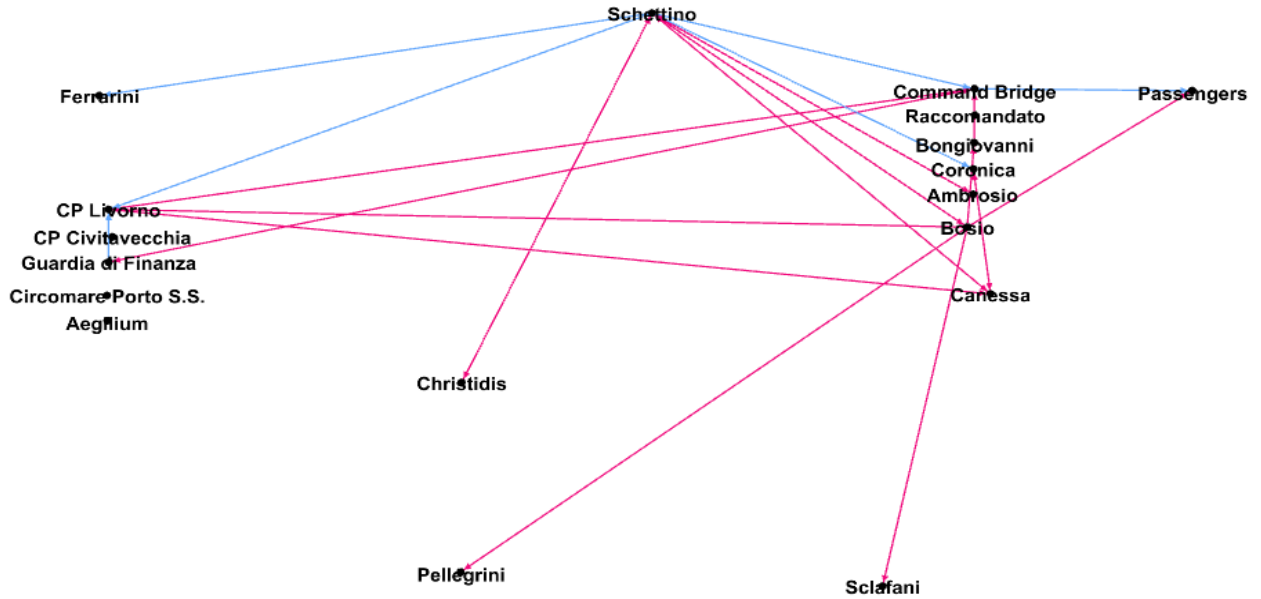 Schettino
Ferrarini
Command Bridge
Passengers
Raccomandato
Bongiovanni
Coronica
Ambrosio
CP Livorno
Bosio
CP Civitavecchia
Guardia di Finanza
Circomare Porto S.S.
Canessa
Aegilium
Christidis
Pellegrini
Sclafani